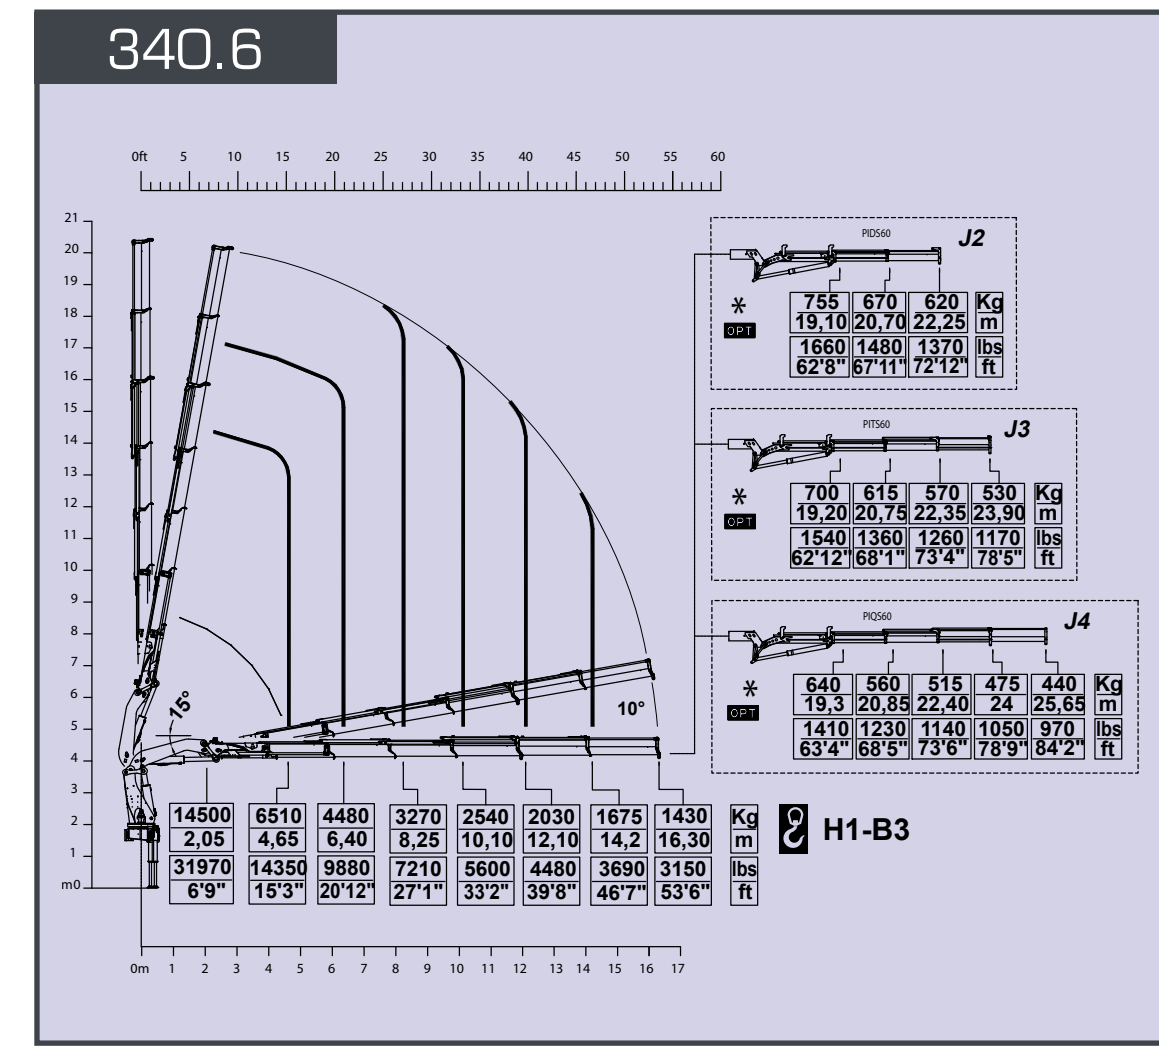 340.6
0ft 5 10 15 20 25 30 35 40 45 50 55 60
21
20
19
18
17
16
15
14
13
12
11
10
9
8
7
6
5
4
3
2
1
m0
15°
10°
PIDS60
J2
755 670 620 Kg
19,10 20,70 22,25 m
1660 1480 1370 lbs
62'8" 67'11" 72'12" ft
*
OPT
PITS60
J3
700 615 570 530 Kg
19,20 20,75 22,35 23,90 m
1540 1360 1260 1170 lbs
62'12" 68'1" 73'4" 78'5" ft
*
OPT
PIQS60
J4
640 560 515 475 440 Kg
19,3 20,85 22,40 24 25,65 m
1410 1230 1140 1050 970 lbs
63'4" 68'5" 73'6" 78'9" 84'2" ft
*
OPT
14500 6510 4480 3270 2540 2030 1675 1430 Kg
2,05 4,65 6,40 8,25 10,10 12,10 14,2 16,30 m
31970 14350 9880 7210 5600 4480 3690 3150 lbs
6'9" 15'3" 20'12" 27'1" 33'2" 39'8" 46'7" 53'6" ft
H1-B3
0m 1 2 3 4 5 6 7 8 9 10 11 12 13 14 15 16 17